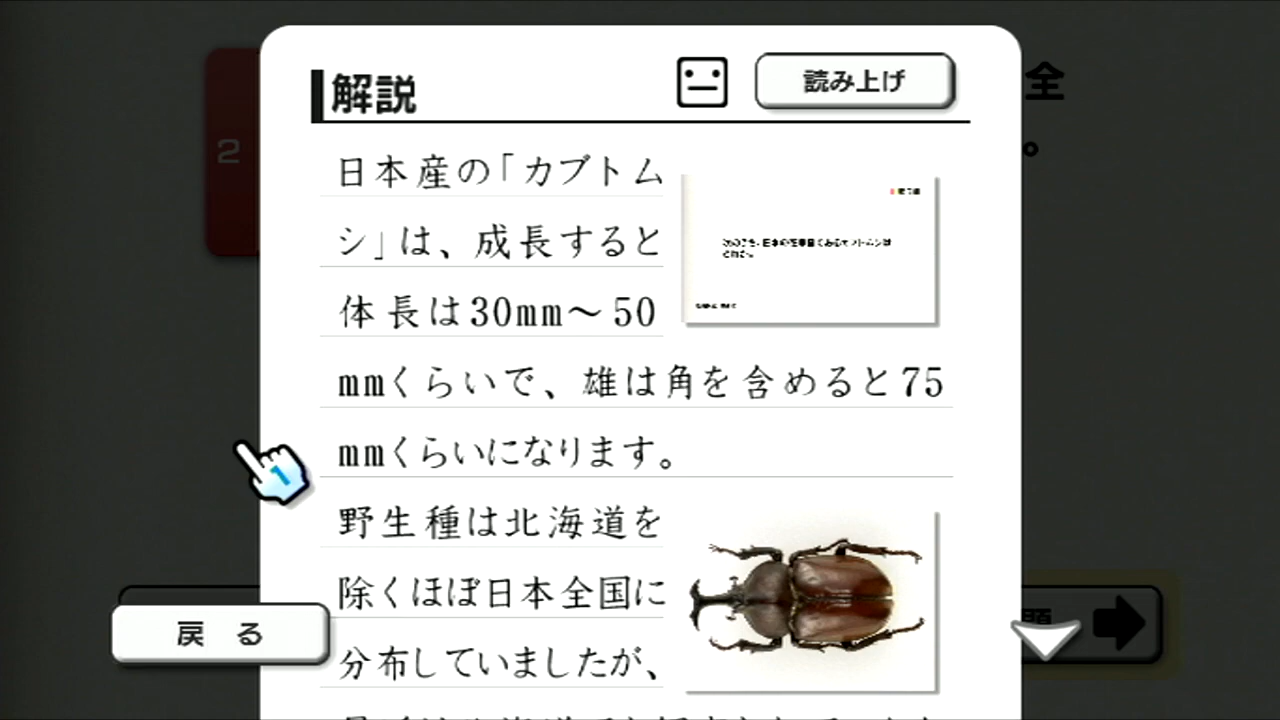 解説
読み上げ
全
2
。
日本産の「カブトム
シ」は、成長すると
体長は30mm〜50
mmくらいで、雄は角を含めると75
mmくらいになります。
野生種は北海道を
除くほぼ日本全国に
分布していましたが、
1
戻る